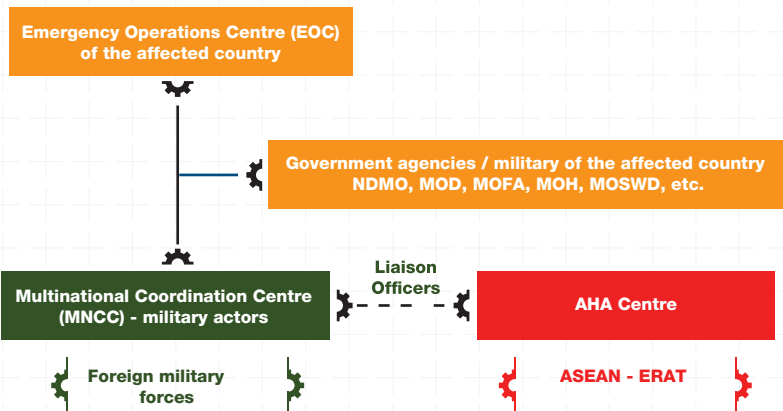 Emergency Operations Centre (EOC)
of the affected country
Government agencies / military of the affected country
NDMO, MOD, MOFA, MOH, MOSWD, etc.
Liaison
Officers
Multinational Coordination Centre
(MNCC) - military actors
AHA Centre
Foreign military
forces
ASEAN - ERAT